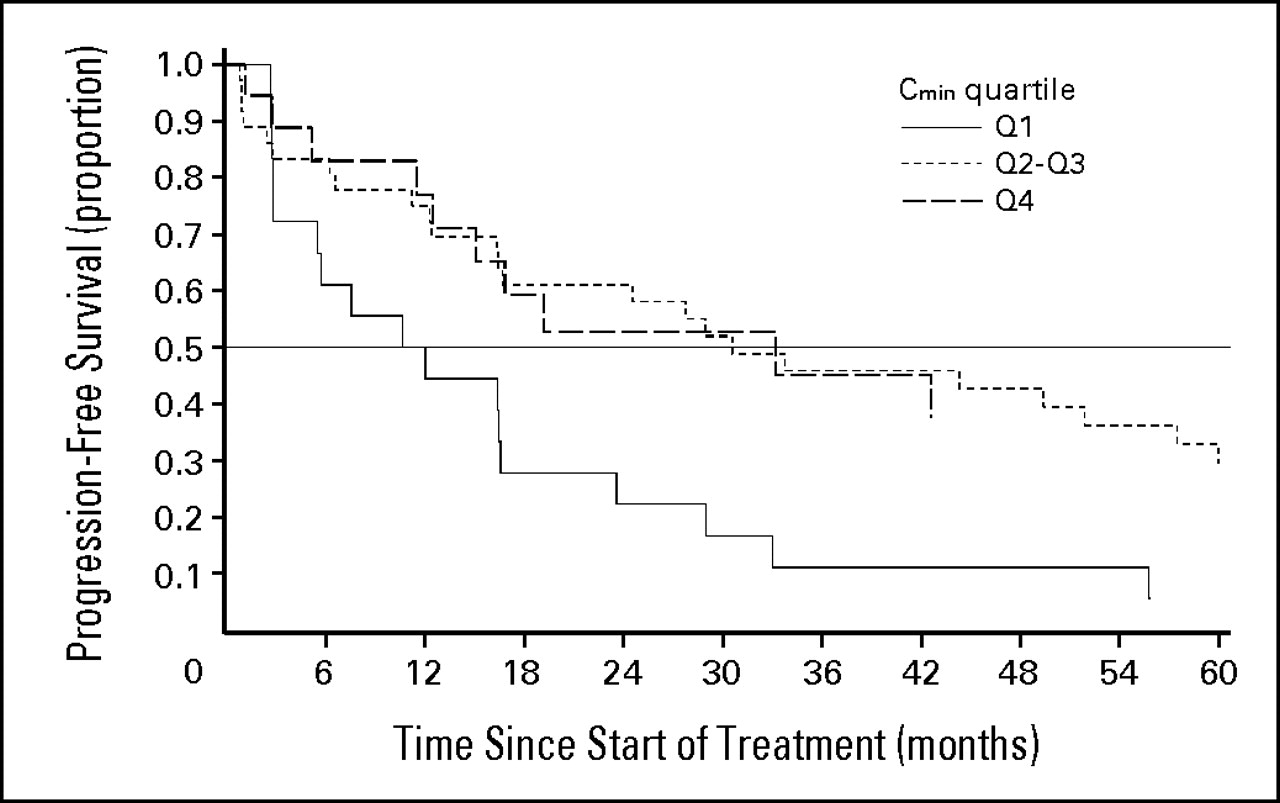 Progression-Free Survival (proportion)
1.0
0.9
0.8
0.7
0.6
0.5
0.4
0.3
0.2
0.1
Cmin quartile
Q1
Q2-Q3
Q4
0 6 12 18 24 30 36 42 48 54 60
Time Since Start of Treatment (months)